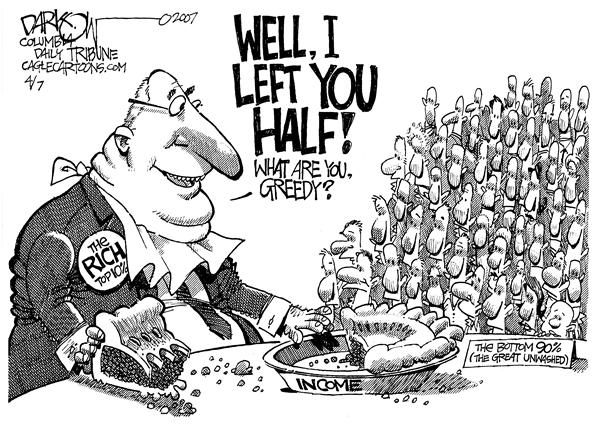 DARKOW
©2007
COLUMBIA
DAILY TRIBUNE
CAGLECARTOONS.COM
4/7
WELL, I
LEFT YOU
HALF!
WHAT ARE YOU,
GREEDY?
The
RICH
TOP 10%
INCOME
THE BOTTOM 90%
(THE GREAT UNWASHED)